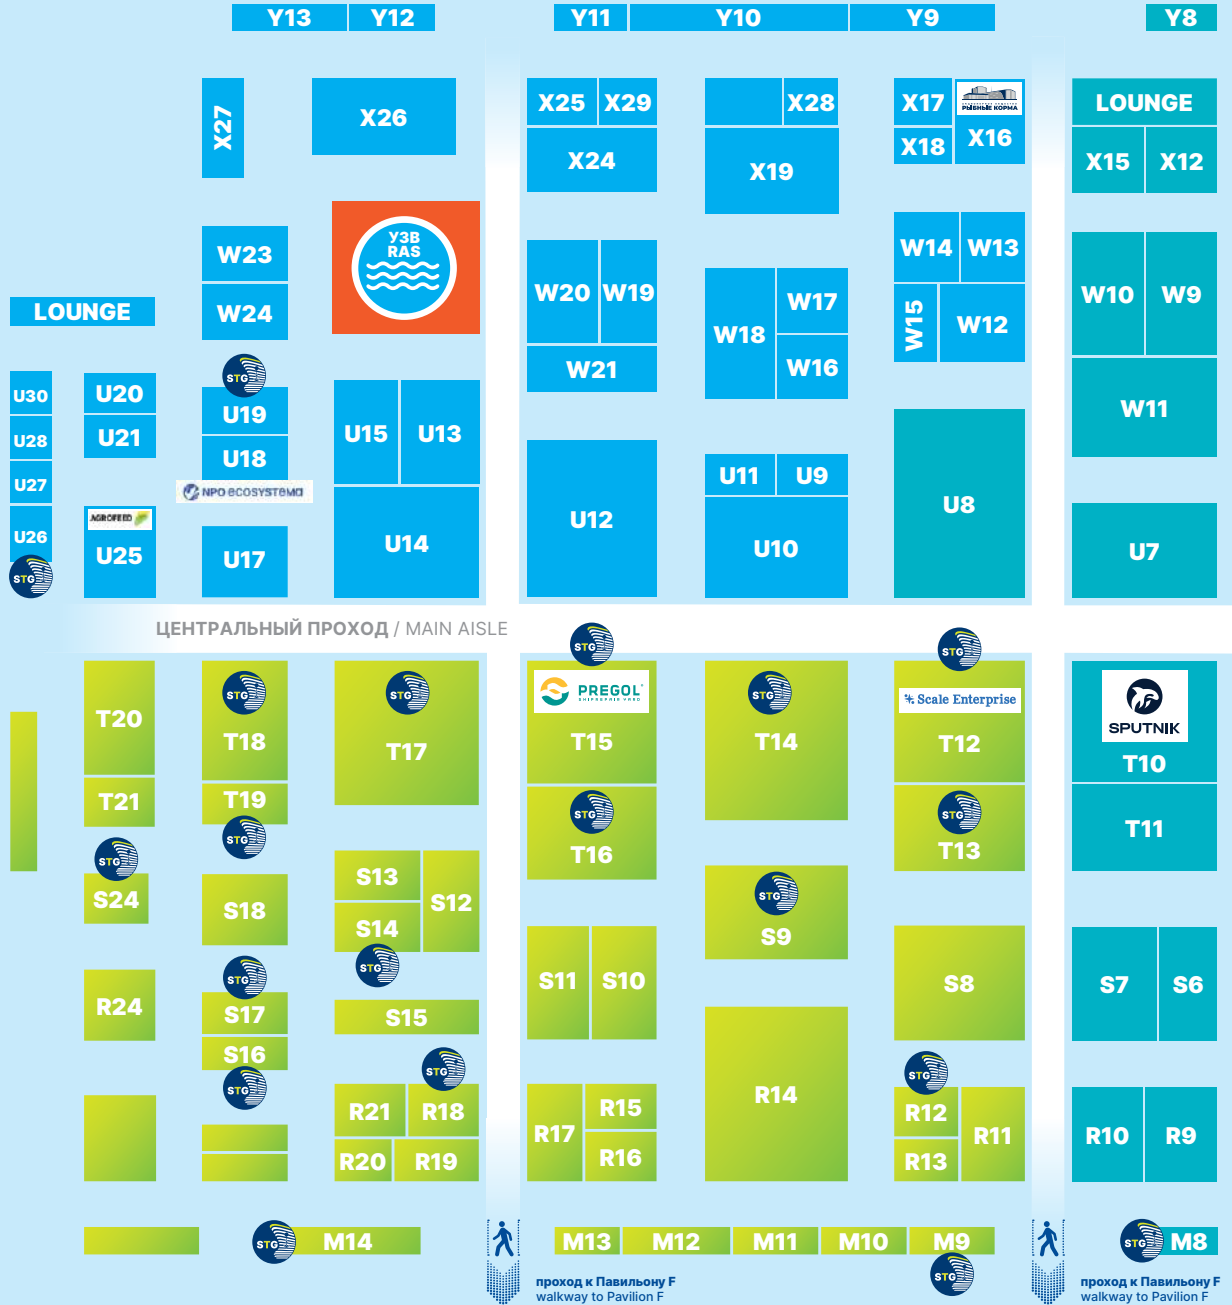 Y13 Y12 Y11 Y10 Y9 Y8
X27 X26 X25 X29 X28 X17 РЫБНЫЕ КОРМА LOUNGE
X24 X19 X18 X16 X15 X12
УЗВ
RAS
W23 W14 W13
W24 W20 W19 W18 W17 W15 W12 W10 W9
LOUNGE
W21 W16 W11
STG
U30 U20 U19 U15 U13
U28 U21 U18 U11 U9
U27 NPO ECOSYSTEMA U12 U8
U26 AGROFEED U25 U17 U14 U10 U7
STG
ЦЕНТРАЛЬНЫЙ ПРОХОД / MAIN AISLE
STG STG
STG STG PREGOL STG Scale Enterprise SPUTNIK
SHIPREPAIR YARD
T20 T18 T17 T15 T14 T12 T10
T21 T19 STG STG
STG T16 T13 T11
STG
S24 S18 S13 S12 STG
S14 S9
STG STG
R24 S17 S15 S11 S10 S8 S7 S6
S16
STG STG STG
R21 R18 R17 R15 R14 R12 R11 R10 R9
R20 R19 R16 R13
STG M14 M13 M12 M11 M10 M9 STG M8
STG
проход к Павильону F
walkway to Pavilion F
проход к Павильону F
walkway to Pavilion F